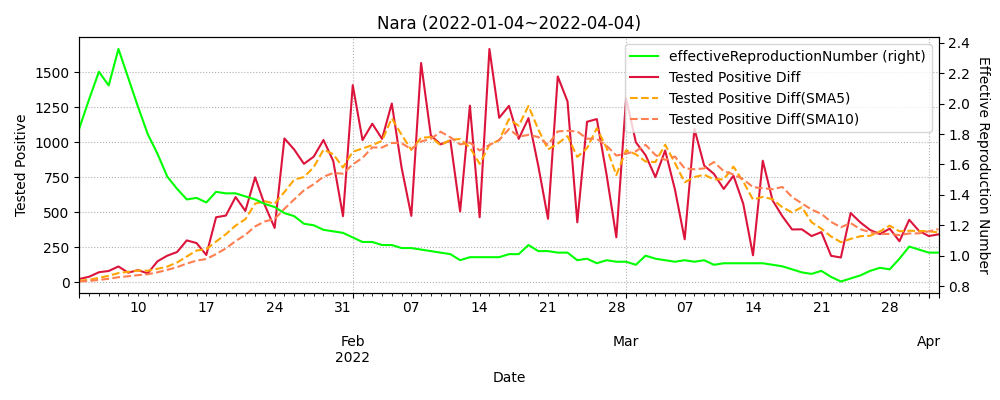 Nara (2022-01-04~2022-04-04)
effectiveReproductionNumber (right)
Tested Positive Diff
Tested Positive Diff(SMA5)
Tested Positive Diff(SMA10)
Tested Positive
1500
1250
1000
750
500
250
0
2.4
2.2
2.0
1.8
1.6
1.4
1.2
1.0
0.8
Effective Reproduction Number
10 17 24 31 07 14 21 28 07 14 21 28
Feb Mar Apr
2022
Date